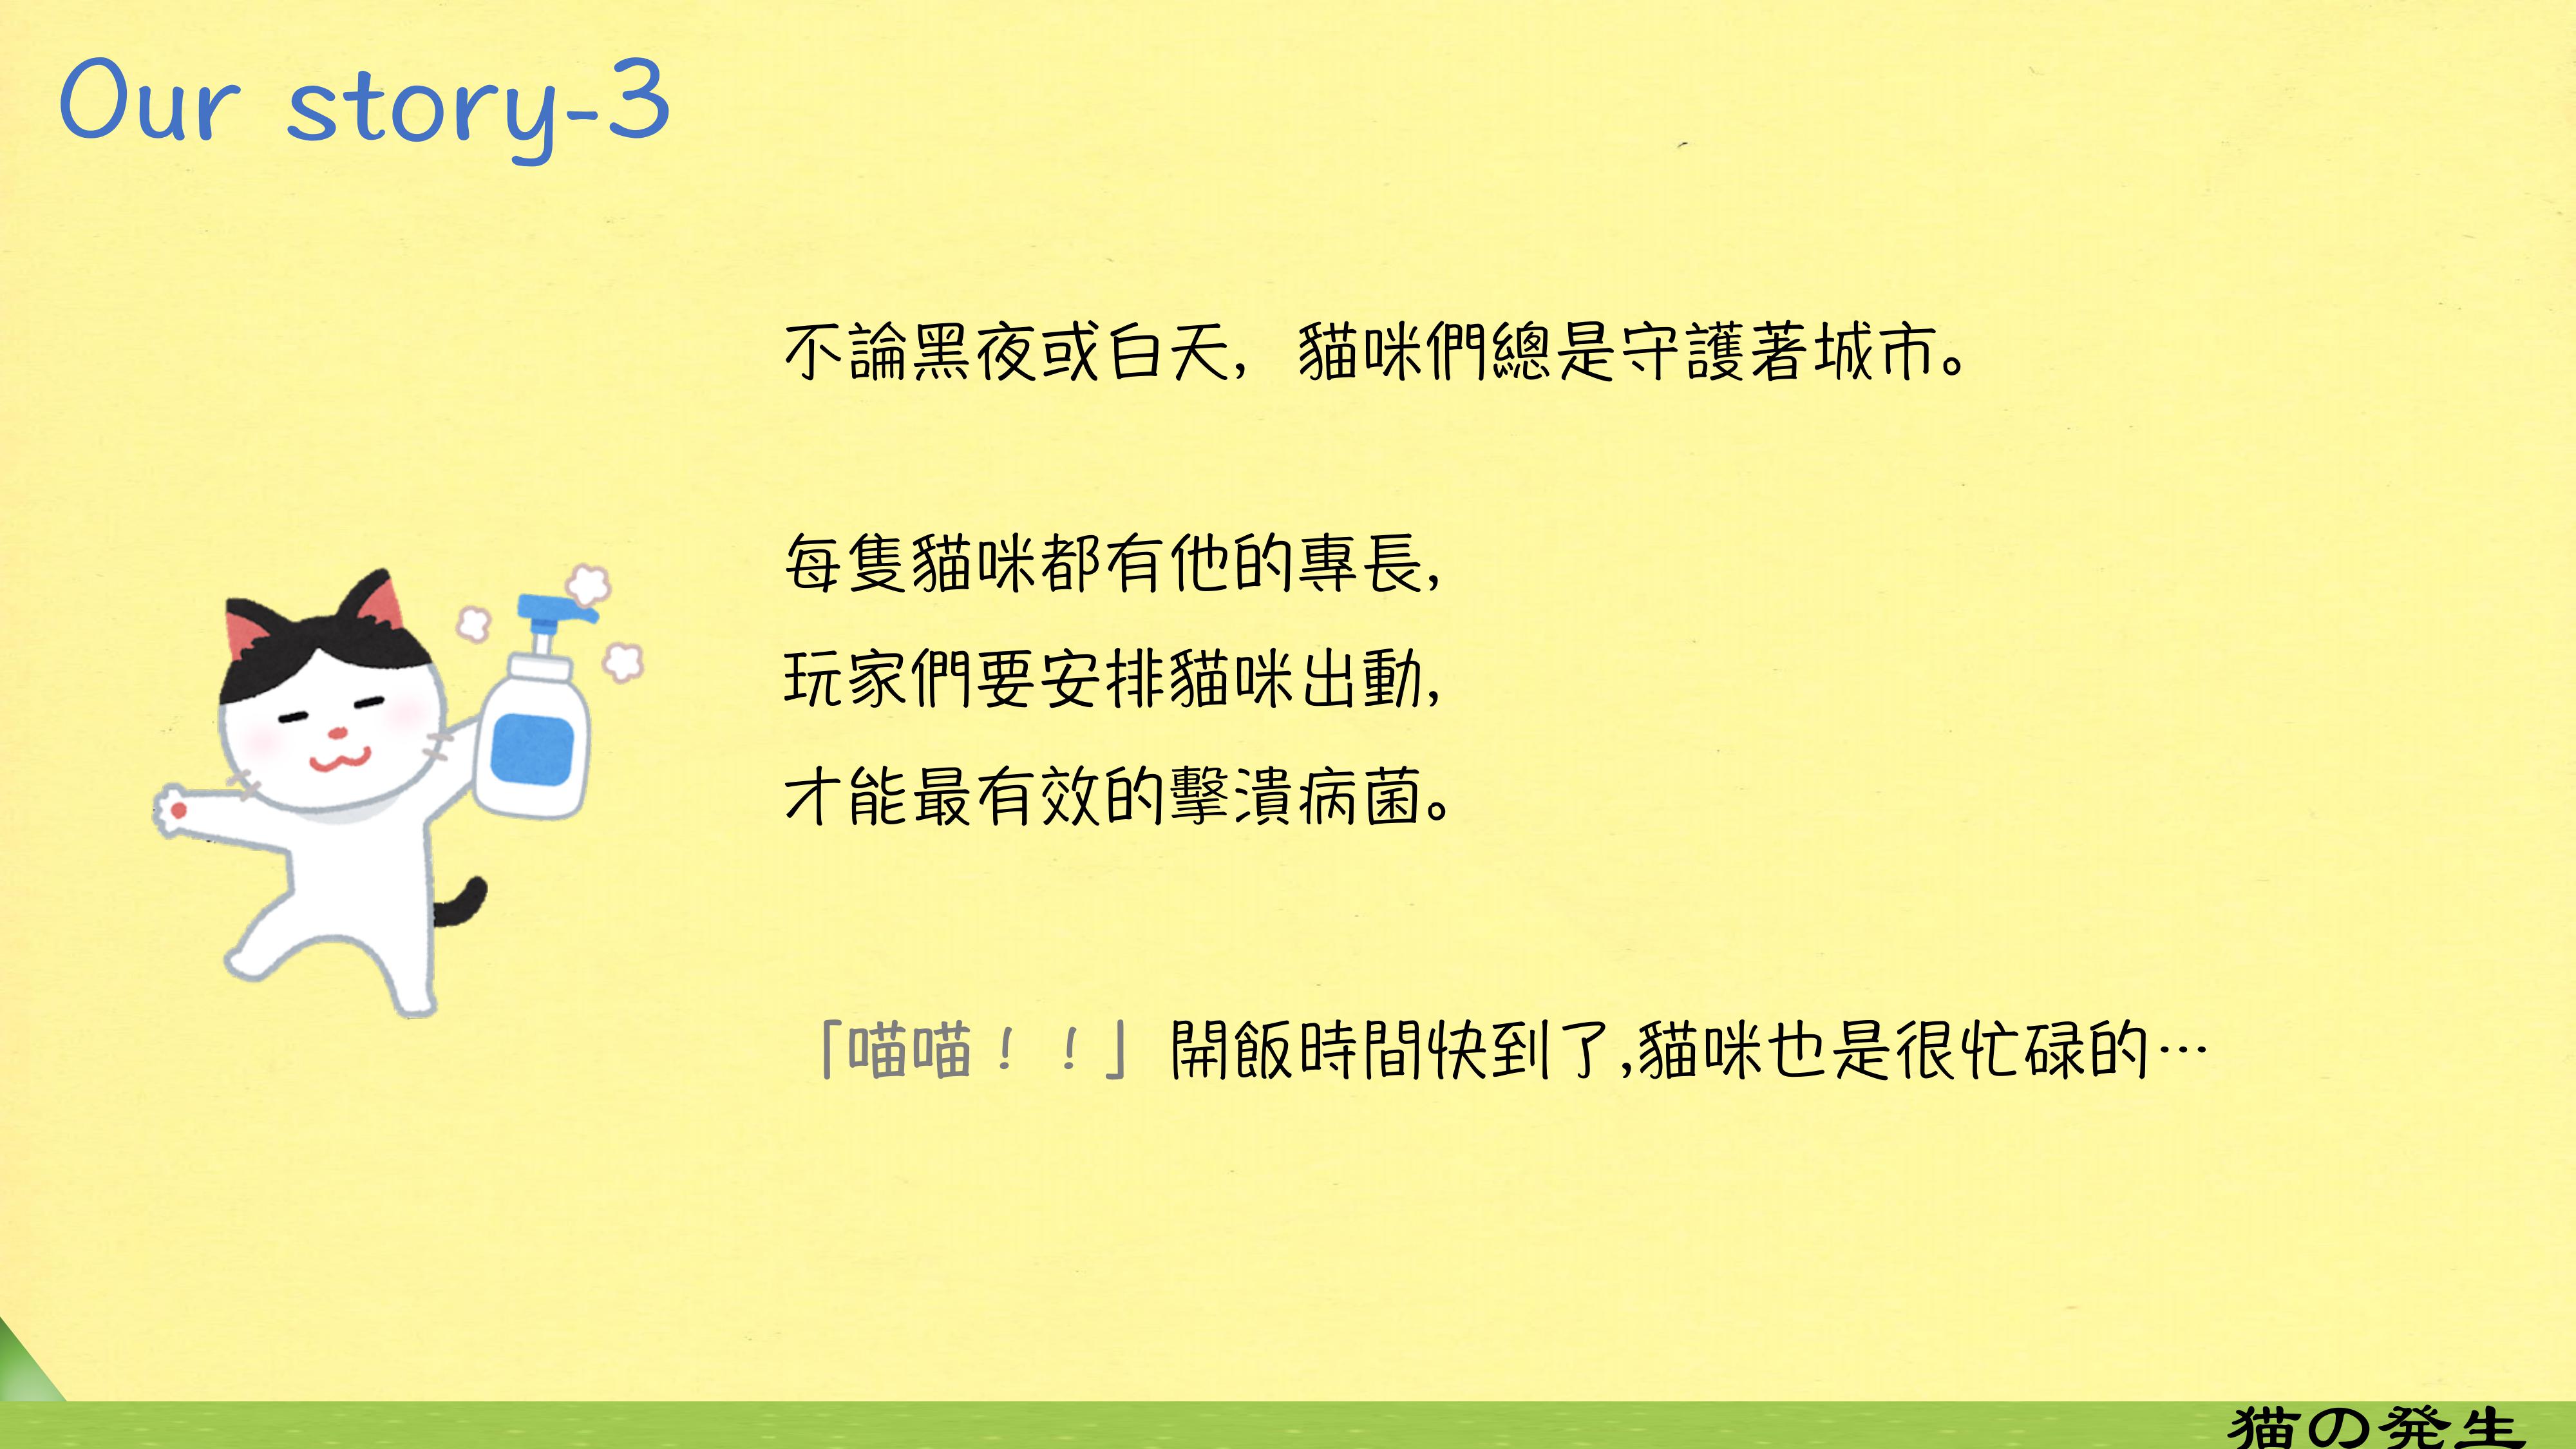 Our story-3
不論黑夜或白天，貓咪們總是守護著城市。
每隻貓咪都有他的專長，
玩家們要安排貓咪出動，
才能最有效的擊潰病菌。
「喵喵！！」開飯時間快到了,貓咪也是很忙碌的…
猫の発生